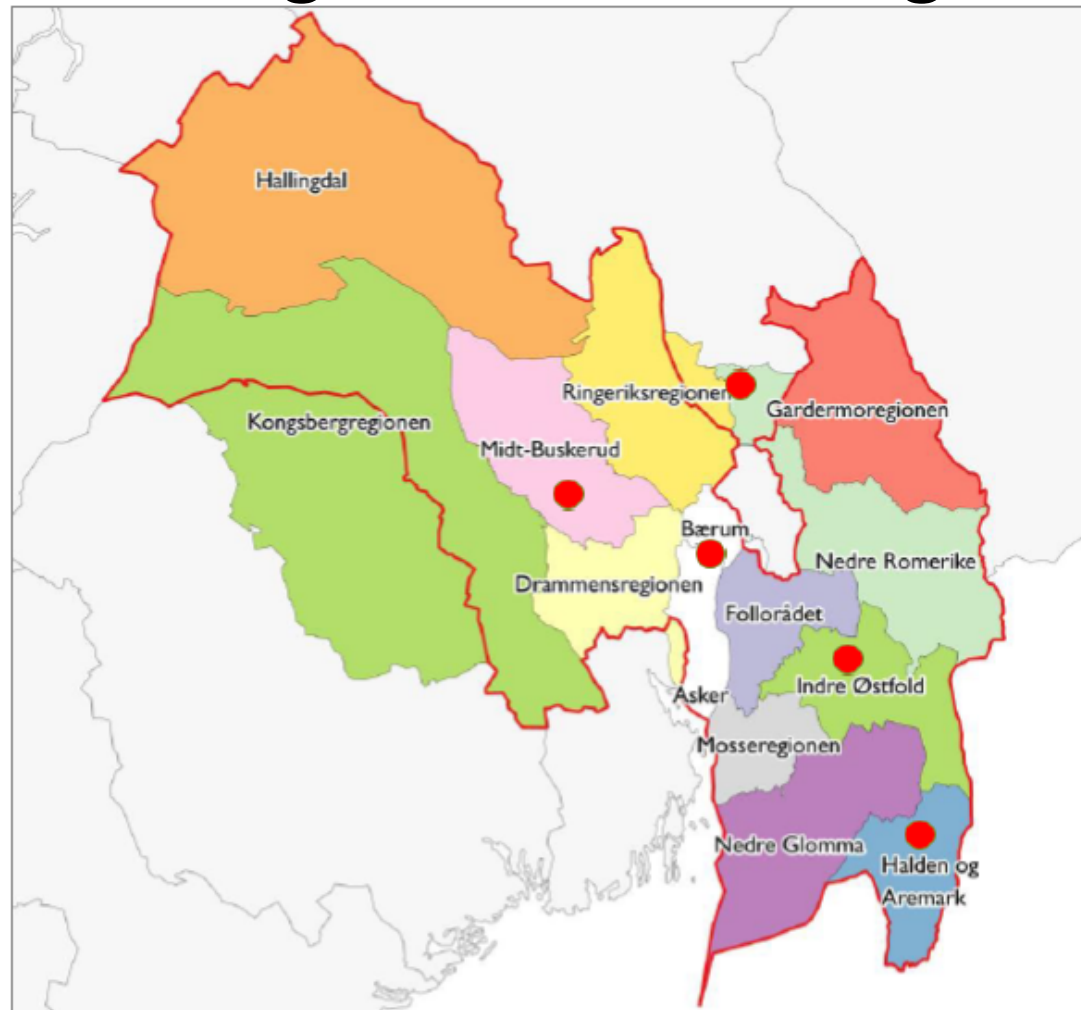 Hallingdal
Ringeriksregionen
Gardermoregionen
Kongsbergregionen
Midt-Buskerud
Bærum
Nedre Romerike
Drammensregionen
Follorådet
Indre Østfold
Asker
Mosseregionen
Nedre Glomma
Halden og
Aremark